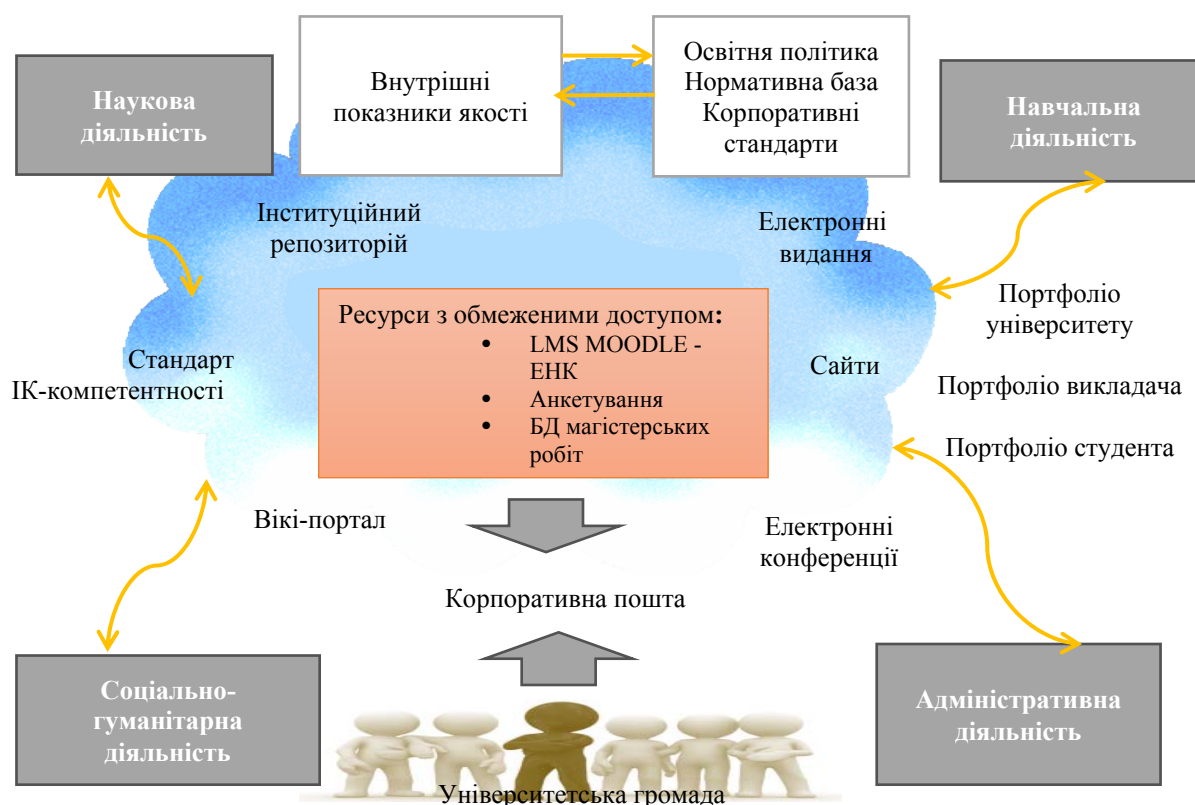 Наукова
діяльність
Внутрішні
показники якості
Освітня політика
Нормативна база
Корпоративні
стандарти
Навчальна
діяльність
Інституційний
репозиторій
Електронні
видання
Портфоліо
університету
Ресурси з обмеженими доступом:
• LMS MOODLE -
ЕНК
• Анкетування
• БД магістерських
робіт
Стандарт
ІК-компетентності
Сайти
Портфоліо викладача
Портфоліо студента
Вікі-портал
Електронні
конференції
Корпоративна пошта
Соціально-
гуманітарна
діяльність
Адміністративна
діяльність
Університетська громада